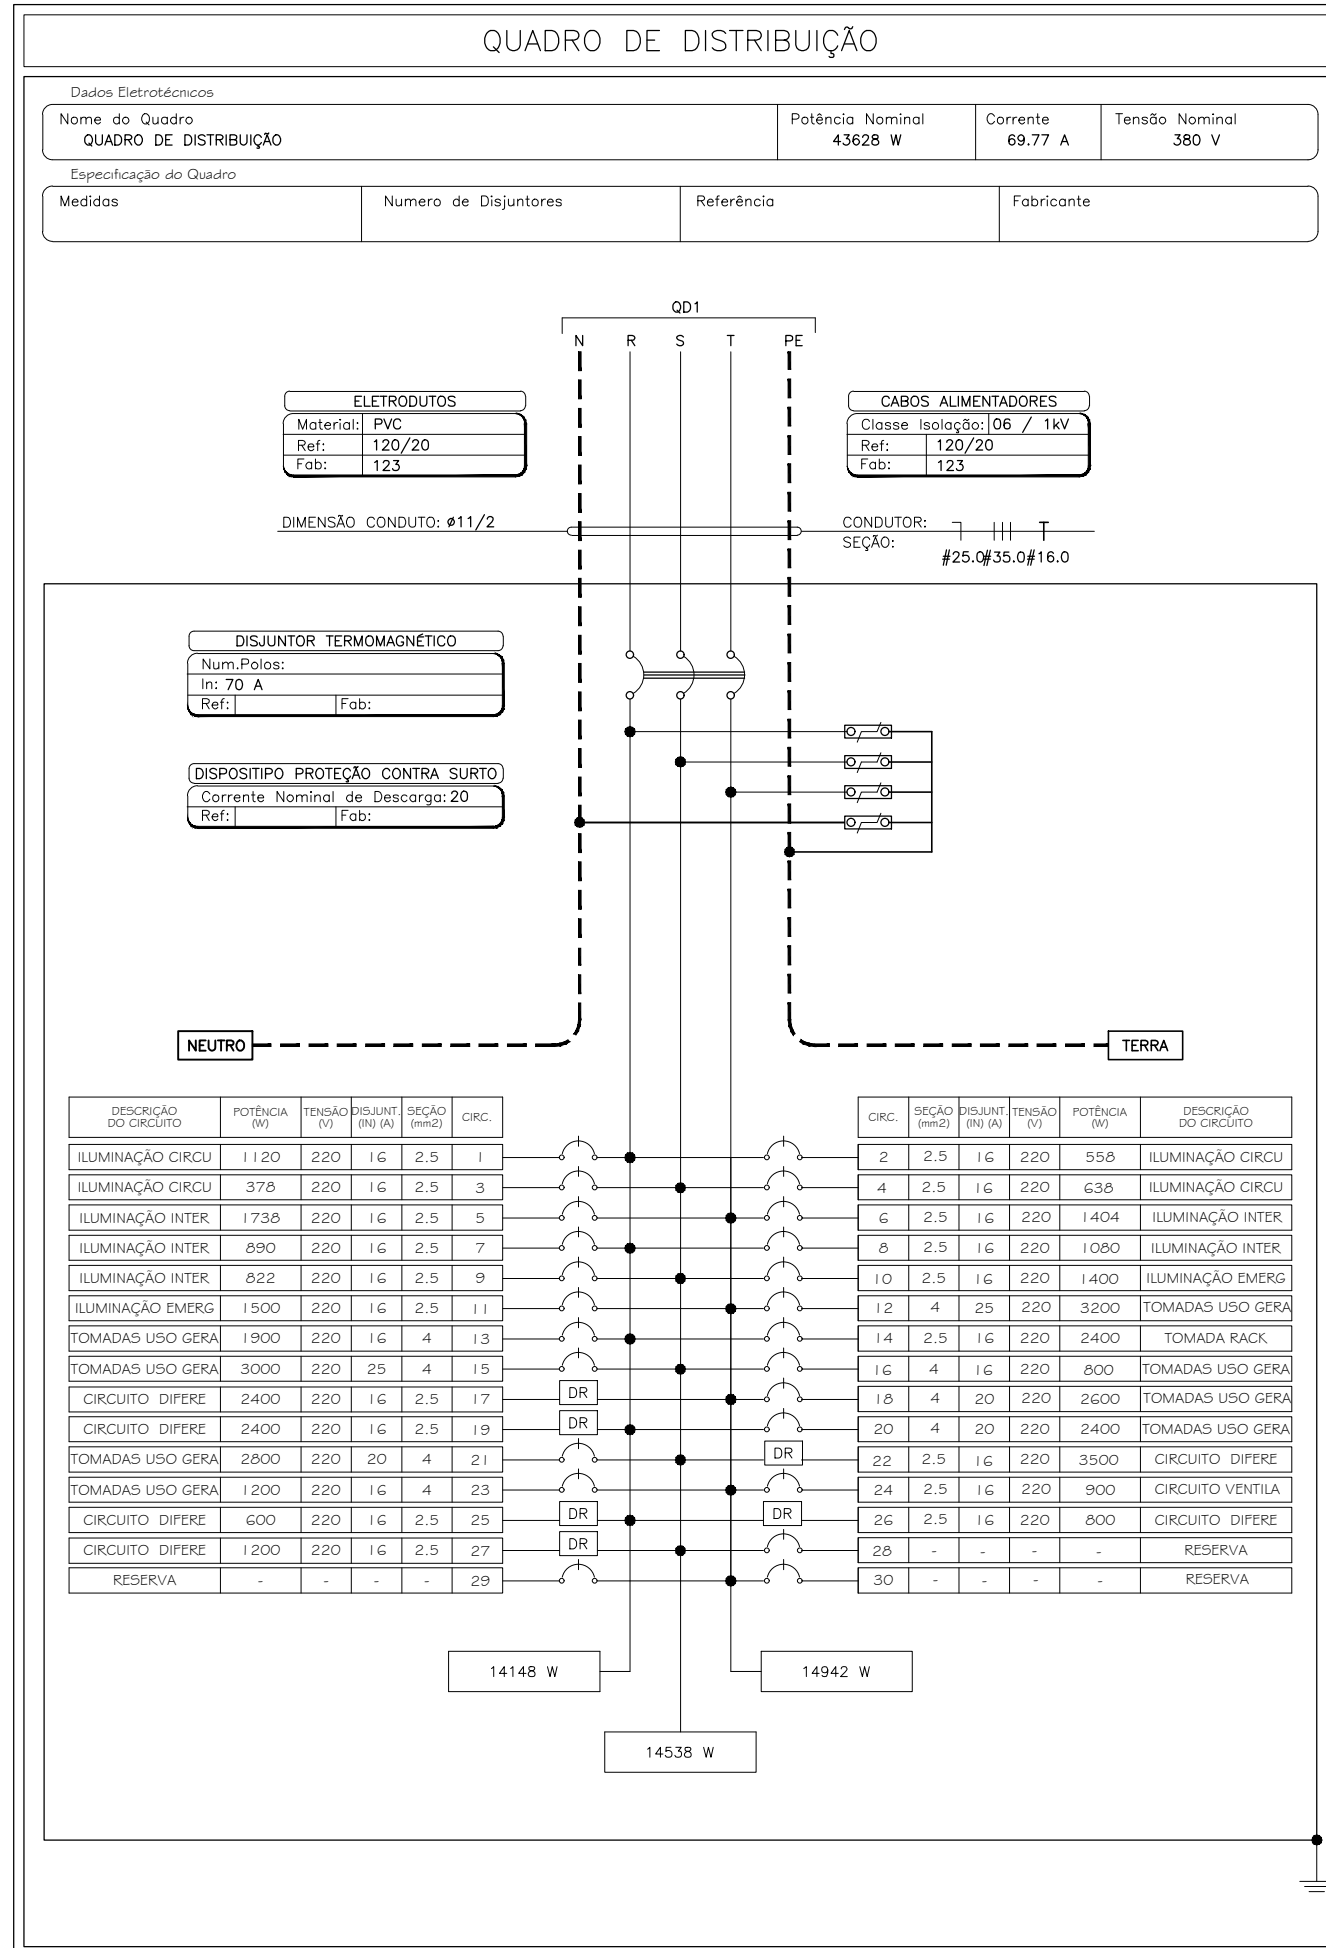 QUADRO DE DISTRIBUIÇÃO
Dados Eletrotécnicos
Nome do Quadro Potência Nominal Corrente Tensão Nominal
QUADRO DE DISTRIBUIÇÃO 43628 W 69.77 A 380 V
Especificação do Quadro
Medidas Numero de Disjuntores Referência Fabricante
QD1
N R S T PE
ELETRODUTOS
Material: PVC
Ref: 120/20
Fab: 123
CABOS ALIMENTADORES
Classe Isolação: 06 / 1kV
Ref: 120/20
Fab: 123
DIMENSÃO CONDUTO: ø11/2
CONDUTOR:
SEÇÃO:
#25.0#35.0#16.0
DISJUNTOR TERMOMAGNÉTICO
Num.Polos:
In: 70 A
Ref: Fab:
DISPOSITIPO PROTEÇÃO CONTRA SURTO
Corrente Nominal de Descarga: 20
Ref: Fab:
NEUTRO
TERRA
DESCRIÇÃO DO CIRCUITO POTÊNCIA (W) TENSÃO (V) DISJUNT. (IN) (A) SEÇÃO (mm2) CIRC. CIRC. SEÇÃO (mm2) DISJUNT. (IN) (A) TENSÃO (V) POTÊNCIA (W) DESCRIÇÃO DO CIRCUITO
ILUMINAÇÃO CIRCU 1120 220 16 2.5 1 2 2.5 16 220 558 ILUMINAÇÃO CIRCU
ILUMINAÇÃO CIRCU 378 220 16 2.5 3 4 2.5 16 220 638 ILUMINAÇÃO CIRCU
ILUMINAÇÃO INTER 1738 220 16 2.5 5 6 2.5 16 220 1404 ILUMINAÇÃO INTER
ILUMINAÇÃO INTER 890 220 16 2.5 7 8 2.5 16 220 1080 ILUMINAÇÃO INTER
ILUMINAÇÃO INTER 822 220 16 2.5 9 10 2.5 16 220 1400 ILUMINAÇÃO EMERG
ILUMINAÇÃO EMERG 1500 220 16 2.5 11 12 4 25 220 3200 TOMADAS USO GERA
TOMADAS USO GERA 1900 220 16 4 13 14 2.5 16 220 2400 TOMADA RACK
TOMADAS USO GERA 3000 220 25 4 15 16 4 16 220 800 TOMADAS USO GERA
CIRCUITO DIFERE 2400 220 16 2.5 17 DR 18 4 20 220 2600 TOMADAS USO GERA
CIRCUITO DIFERE 2400 220 16 2.5 19 DR 20 4 20 220 2400 TOMADAS USO GERA
TOMADAS USO GERA 2800 220 20 4 21 DR 22 2.5 16 220 3500 CIRCUITO DIFERE
TOMADAS USO GERA 1200 220 16 4 23 24 2.5 16 220 900 CIRCUITO VENTILA
CIRCUITO DIFERE 600 220 16 2.5 25 DR DR 26 2.5 16 220 800 CIRCUITO DIFERE
CIRCUITO DIFERE 1200 220 16 2.5 27 DR 28 - - - - RESERVA
RESERVA - - - - 29 30 - - - - RESERVA
14148 W
14942 W
14538 W